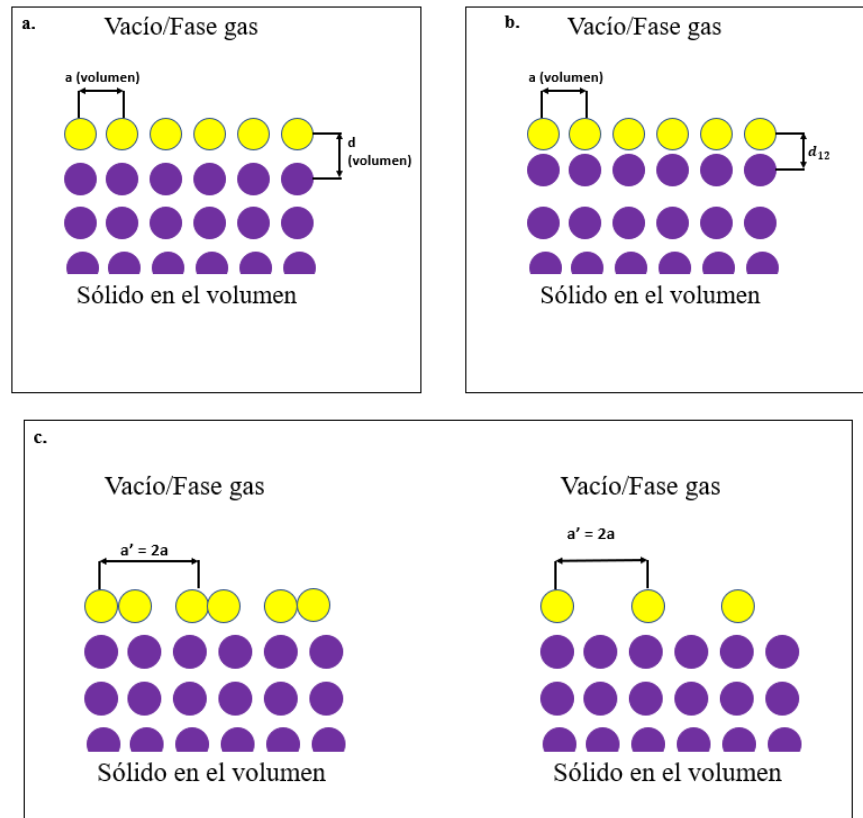 a.
Vacío/Fase gas
a (volumen)
d
(volumen)
Sólido en el volumen
b.
Vacío/Fase gas
a (volumen)
d₁₂
Sólido en el volumen
c.
Vacío/Fase gas
a’ = 2a
Sólido en el volumen
Vacío/Fase gas
a’ = 2a
Sólido en el volumen